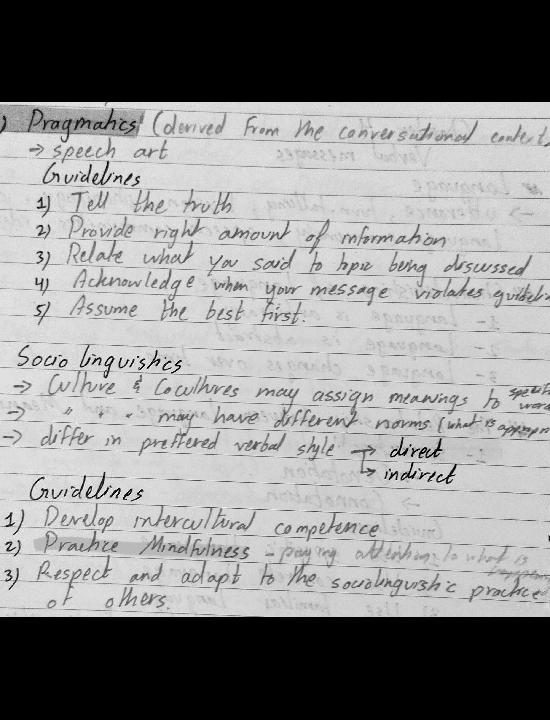 ) Pragmatics (derived from the conversational context,
→ speech art
Guidelines
1) Tell the truth
2) Provide right amount of information
3) Relate what you said to topic being discussed
4) Acknowledge when your message violates guideli
5) Assume the best first.
Socio linguistics
→ Culture & Cocultures may assign meanings to specif words
→ " " may have different norms (what is approp
→ differ in preffered verbal style → direct
↳ indirect
Guidelines
1) Develop intercultural competence
2) Practice Mindfulness - paying attention to what is
3) Respect and adapt to the sociolinguistic practice
of others.